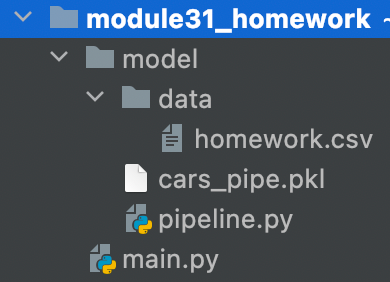 module31_homework ~
model
data
homework.csv
cars_pipe.pkl
pipeline.py
main.py